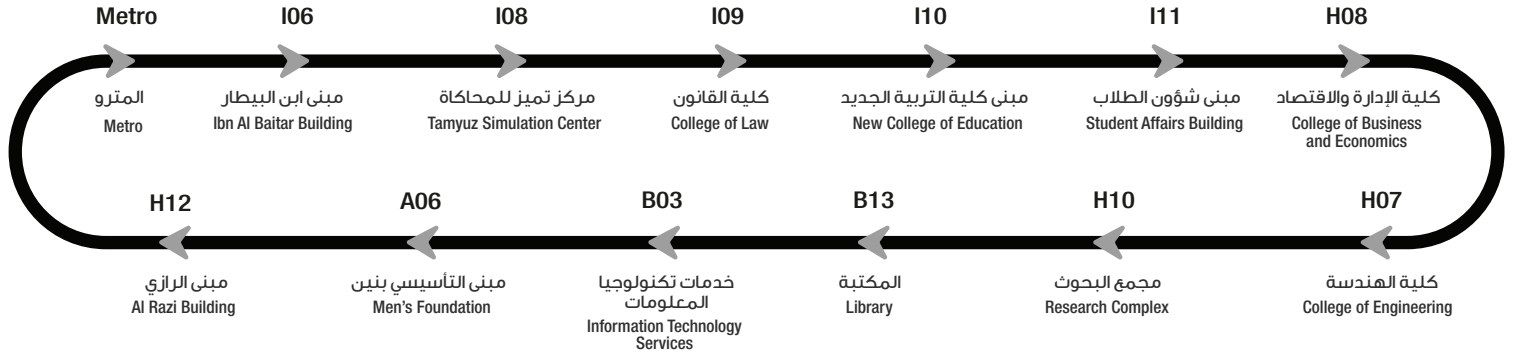 Metro
I06
I08
I09
I10
I11
H08
المترو
Metro
مبنى ابن البيطار
Ibn Al Baitar Building
مركز تميز للمحاكاة
Tamyuz Simulation Center
كلية القانون
College of Law
مبنى كلية التربية الجديد
New College of Education
مبنى شؤون الطلاب
Student Affairs Building
كلية الإدارة والاقتصاد
College of Business
and Economics
H12
A06
B03
B13
H10
H07
مبنى الرازي
Al Razi Building
مبنى التأسيسي بنين
Men's Foundation
خدمات تكنولوجيا
المعلومات
Information Technology
Services
المكتبة
Library
مجمع البحوث
Research Complex
كلية الهندسة
College of Engineering